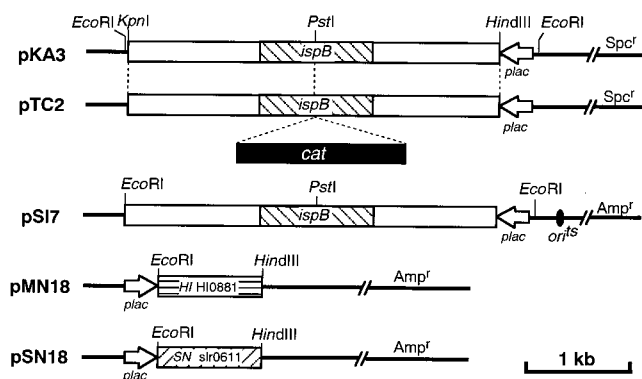 EcoRI KpnI PstI HindIII EcoRI
pKA3 ispB plac Spcʳ
pTC2 ispB plac Spcʳ
cat
EcoRI PstI EcoRI
pSI7 ispB plac oriᵗˢ Ampʳ
EcoRI HindIII
pMN18 plac HI HI0881 Ampʳ
EcoRI HindIII
pSN18 plac SN slr0611 Ampʳ
1 kb